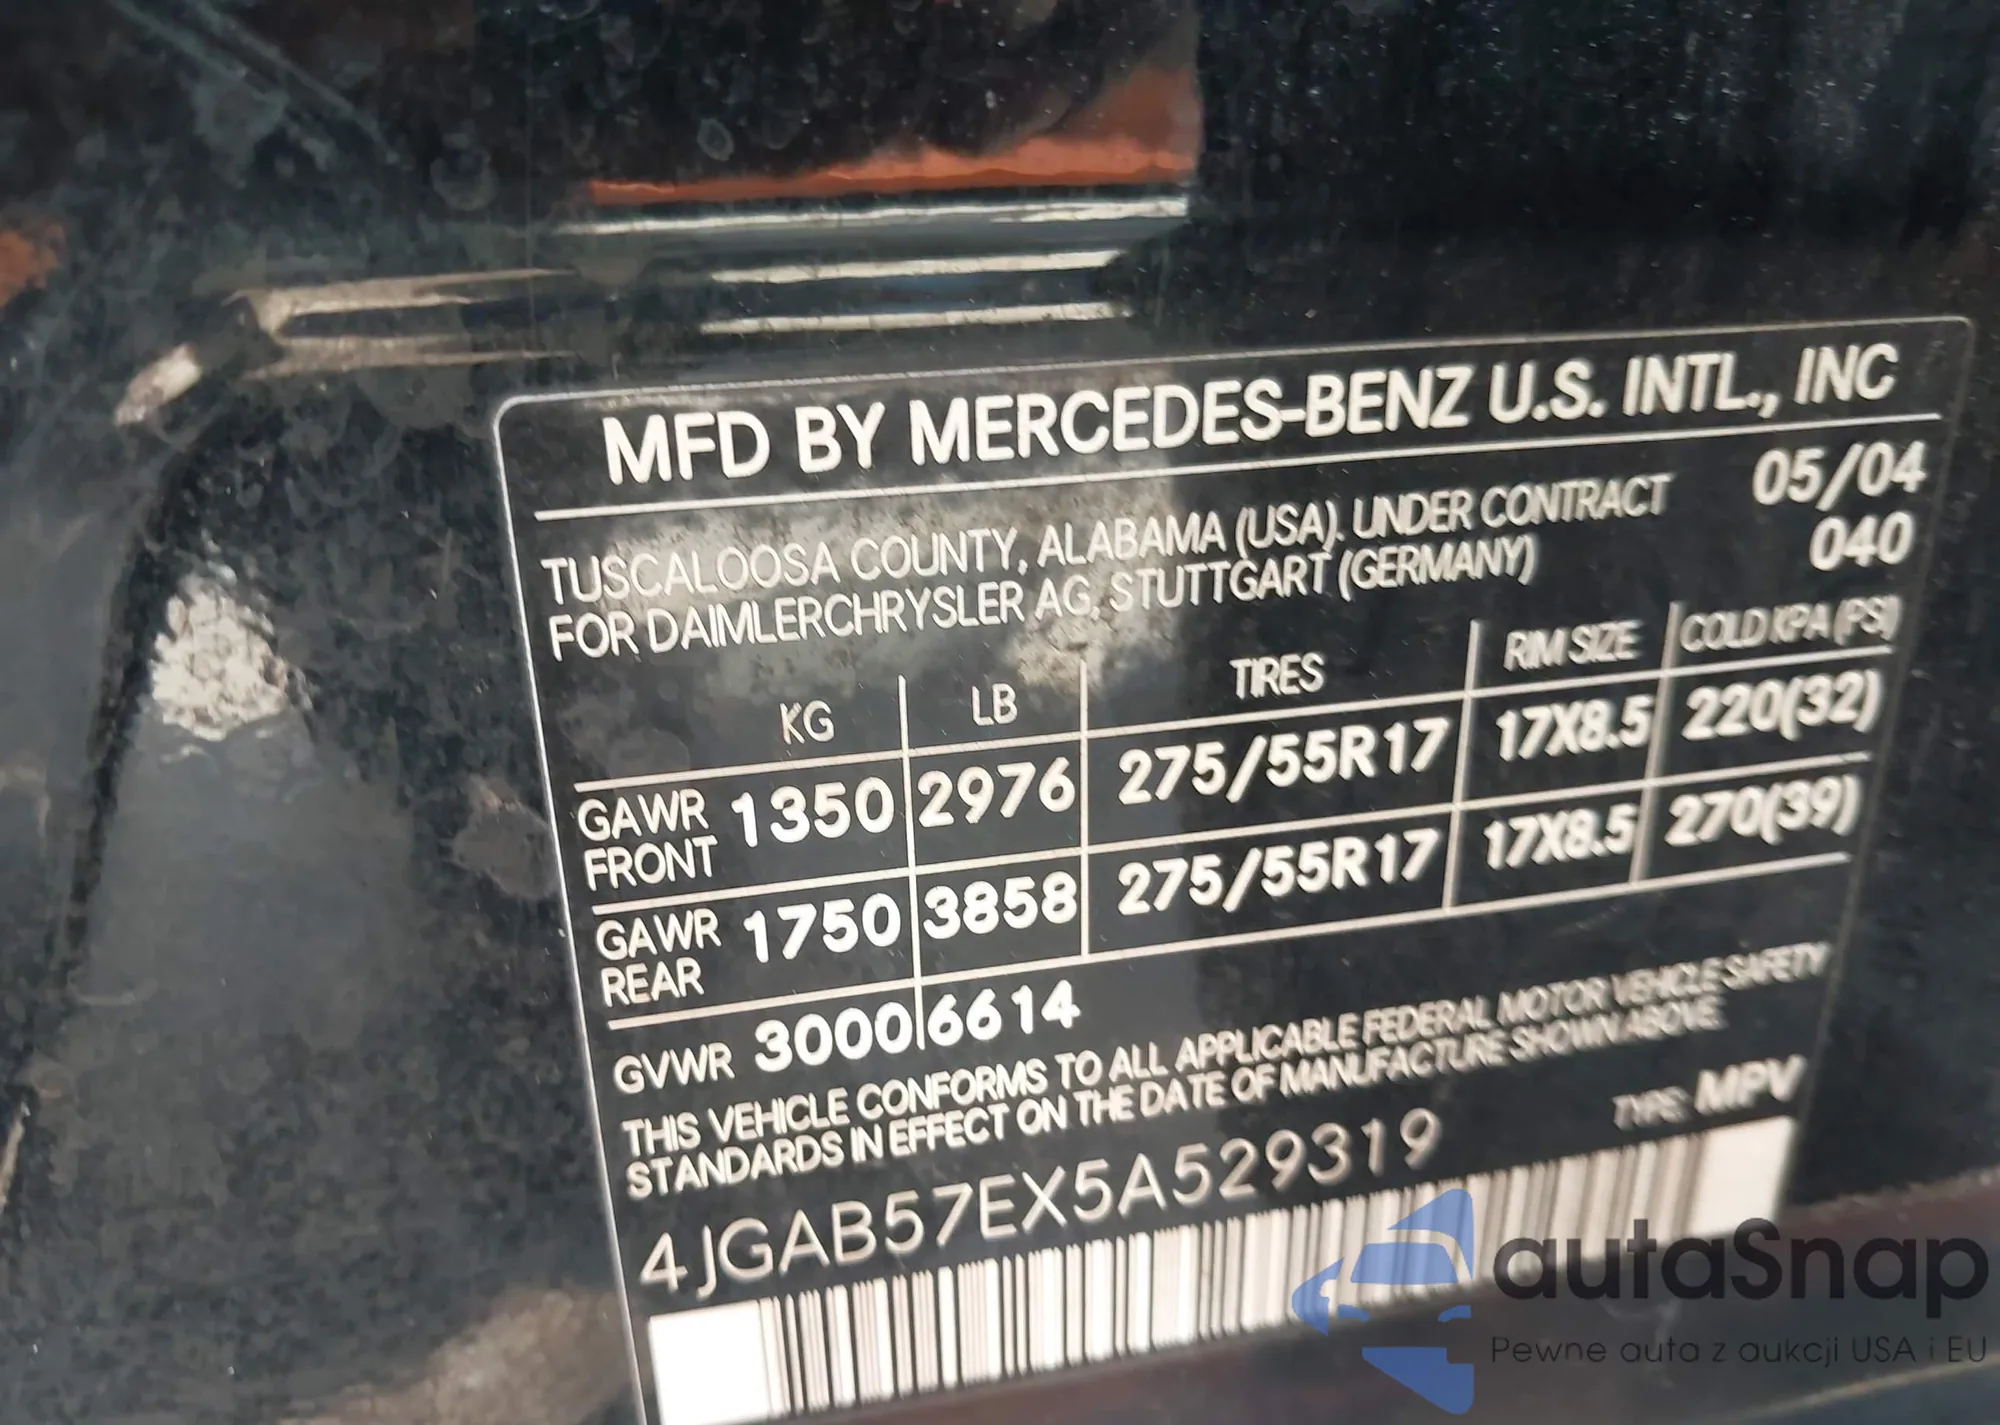 MFD BY MERCEDES-BENZ U.S. INTL., INC
TUSCALOOSA COUNTY, ALABAMA (USA). UNDER CONTRACT 05/04
FOR DAIMLERCHRYSLER AG, STUTTGART (GERMANY) 040
KG LB TIRES RIM SIZE COLD KPA (PSI)
GAWR FRONT 1350 2976 275/55R17 17X8.5 220(32)
GAWR REAR 1750 3858 275/55R17 17X8.5 270(39)
GVWR 3000 6614
THIS VEHICLE CONFORMS TO ALL APPLICABLE FEDERAL MOTOR VEHICLE SAFETY
STANDARDS IN EFFECT ON THE DATE OF MANUFACTURE SHOWN ABOVE.
4JGAB57EX5A529319 TYPE: MPV
autaSnap
Pewne auta z aukcji USA i EU